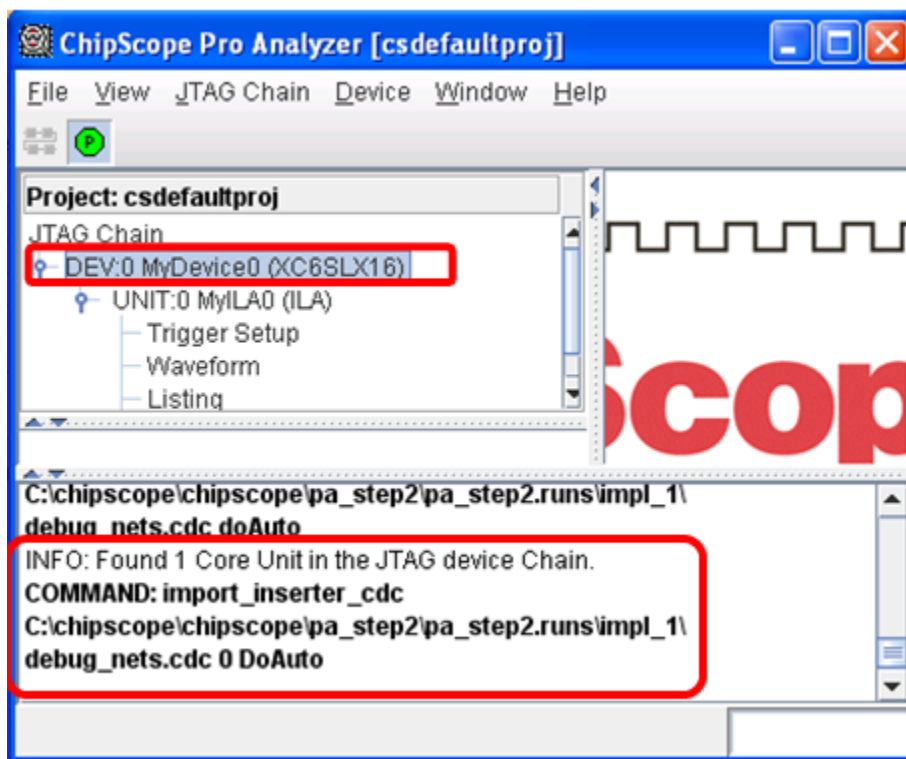 ChipScope Pro Analyzer [csdefaultproj]
File View JTAG Chain Device Window Help
P
Project: csdefaultproj
JTAG Chain
DEV:0 MyDevice0 (XC6SLX16)
UNIT:0 MyILA0 (ILA)
Trigger Setup
Waveform
Listing
Scop
C:\chipscope\chipscope\pa_step2\pa_step2.runs\impl_1\
debug_nets.cdc doAuto
INFO: Found 1 Core Unit in the JTAG device Chain.
COMMAND: import_inserter_cdc
C:\chipscope\chipscope\pa_step2\pa_step2.runs\impl_1\
debug_nets.cdc 0 DoAuto